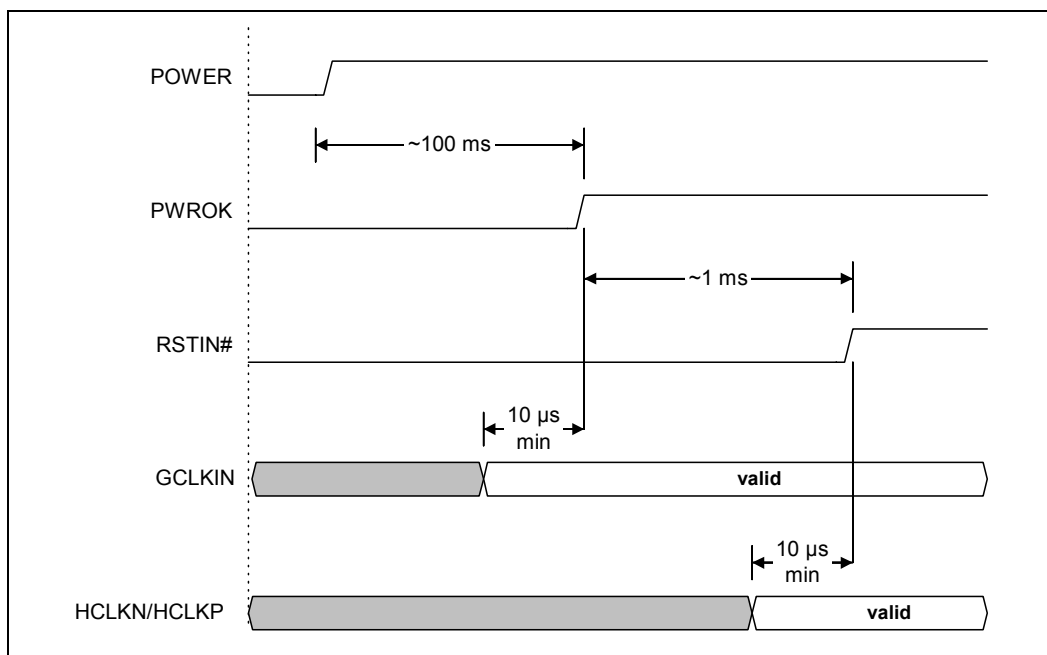 POWER
~100 ms
PWROK
~1 ms
RSTIN#
10 µs
min
GCLKIN
valid
10 µs
min
HCLKN/HCLKP
valid